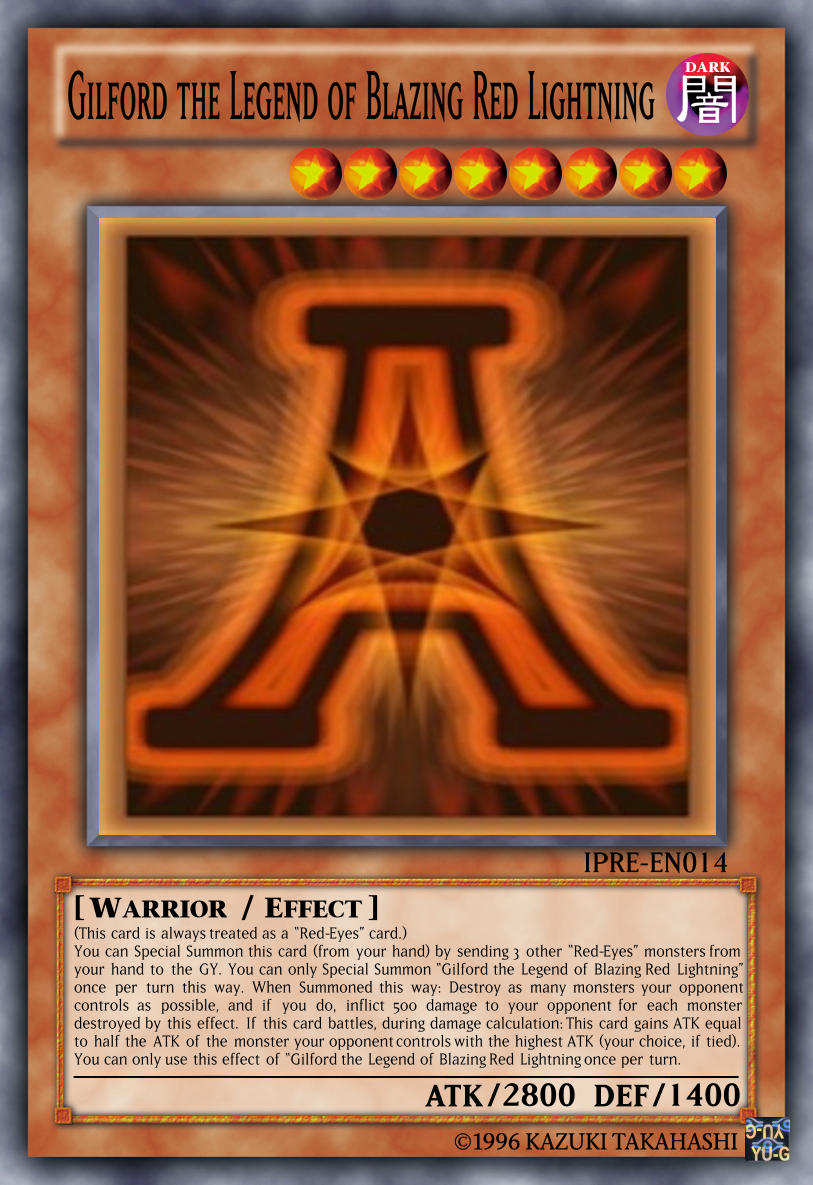 GILFORD THE LEGEND OF BLAZING RED LIGHTNING
DARK
闇
A
IPRE-EN014
[ WARRIOR / EFFECT ]
(This card is always treated as a "Red-Eyes" card.)
You can Special Summon this card (from your hand) by sending 3 other "Red-Eyes" monsters from
your hand to the GY. You can only Special Summon "Gilford the Legend of Blazing Red Lightning"
once per turn this way. When Summoned this way: Destroy as many monsters your opponent
controls as possible, and if you do, inflict 500 damage to your opponent for each monster
destroyed by this effect. If this card battles, during damage calculation: This card gains ATK equal
to half the ATK of the monster your opponent controls with the highest ATK (your choice, if tied).
You can only use this effect of "Gilford the Legend of Blazing Red Lightning once per turn.
ATK/2800 DEF/1400
©1996 KAZUKI TAKAHASHI
YU-G
YU-G